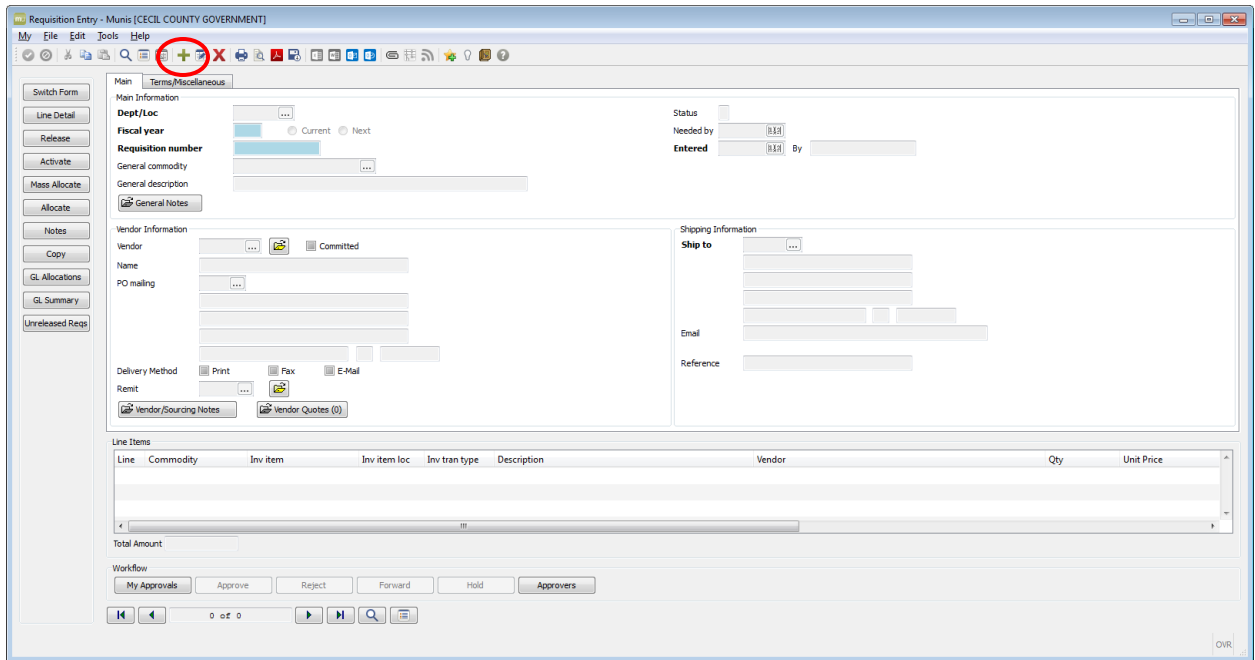 Requisition Entry - Munis [CECIL COUNTY GOVERNMENT]
My File Edit Tools Help
Switch Form
Line Detail
Release
Activate
Mass Allocate
Allocate
Notes
Copy
GL Allocations
GL Summary
Unreleased Reqs
Main Terms/Miscellaneous
Main Information
Dept/Loc ...
Fiscal year Current Next
Requisition number
General commodity ...
General description
General Notes
Status
Needed by
Entered By
Vendor Information
Vendor ... Committed
Name
PO mailing ...
Delivery Method Print Fax E-Mail
Remit ...
Vendor/Sourcing Notes Vendor Quotes (0)
Shipping Information
Ship to ...
Email
Reference
Line Items
Line Commodity Inv item Inv item loc Inv tran type Description Vendor Qty Unit Price
Total Amount
Workflow
My Approvals Approve Reject Forward Hold Approvers
0 of 0
OVR